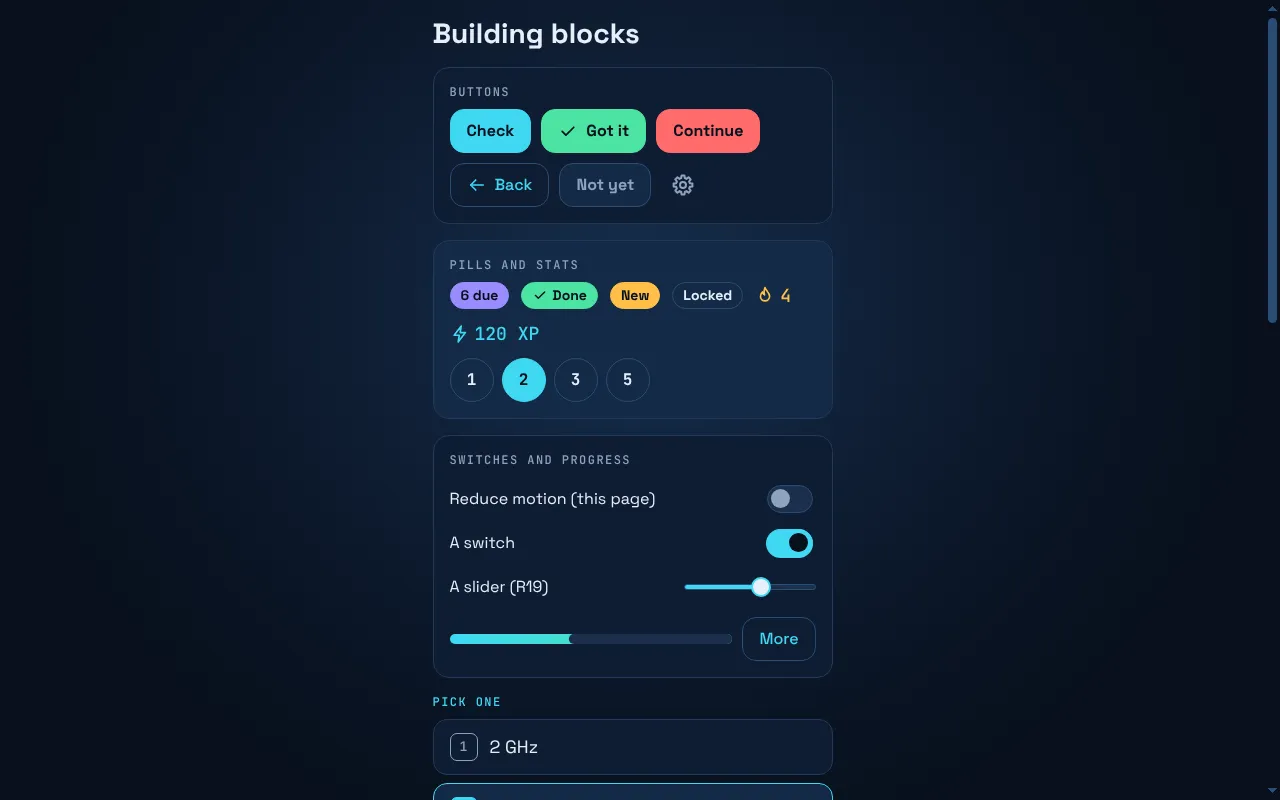 Building blocks
BUTTONS
Check Got it Continue
Back Not yet
PILLS AND STATS
6 due Done New Locked 4
120 XP
1 2 3 5
SWITCHES AND PROGRESS
Reduce motion (this page)
A switch
A slider (R19)
More
PICK ONE
1 2 GHz